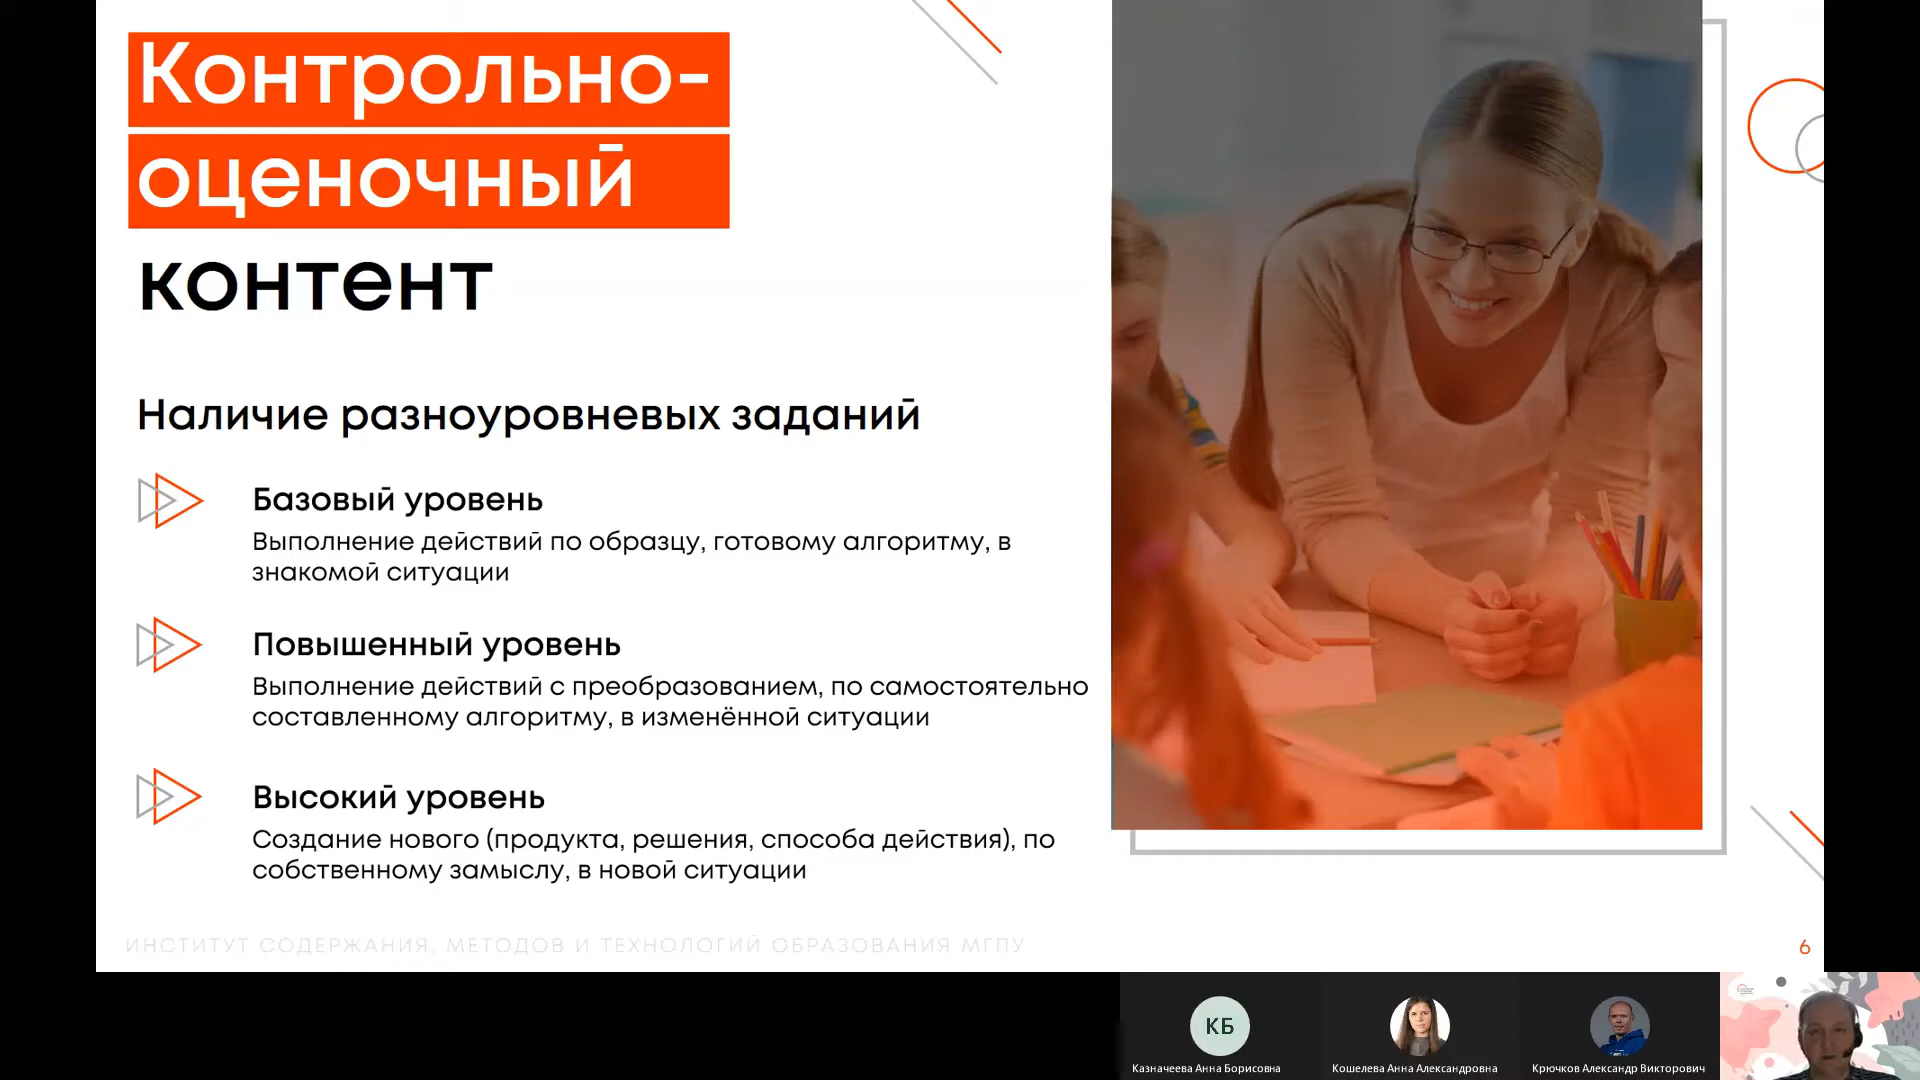 Контрольно-
оценочный
контент
Наличие разноуровневых заданий
Базовый уровень
Выполнение действий по образцу, готовому алгоритму, в
знакомой ситуации
Повышенный уровень
Выполнение действий с преобразованием, по самостоятельно
составленному алгоритму, в изменённой ситуации
Высокий уровень
Создание нового (продукта, решения, способа действия), по
собственному замыслу, в новой ситуации
ИНСТИТУТ СОДЕРЖАНИЯ, МЕТОДОВ И ТЕХНОЛОГИЙ ОБРАЗОВАНИЯ МГПУ
6
КБ
Казначеева Анна Борисовна
Кошелева Анна Александровна
Крючков Александр Викторович